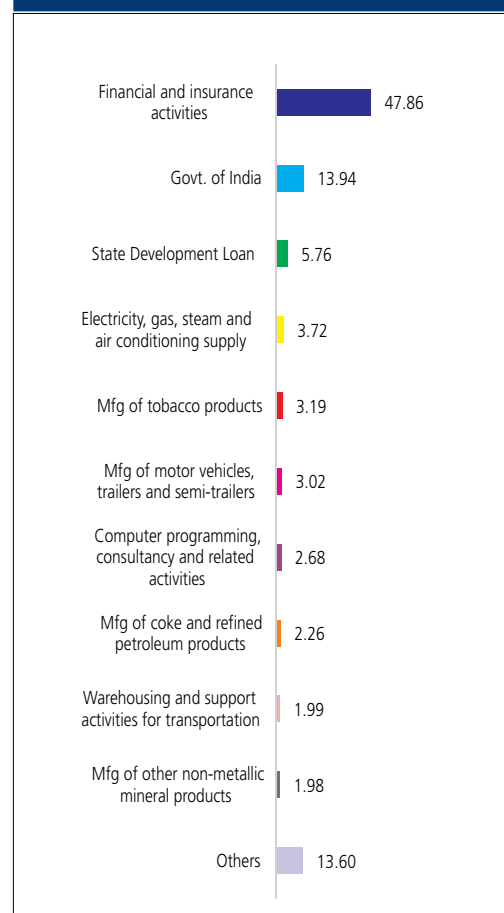 Financial and insurance
activities
47.86
Govt. of India
13.94
State Development Loan
5.76
Electricity, gas, steam and
air conditioning supply
3.72
Mfg of tobacco products
3.19
Mfg of motor vehicles,
trailers and semi-trailers
3.02
Computer programming,
consultancy and related
activities
2.68
Mfg of coke and refined
petroleum products
2.26
Warehousing and support
activities for transportation
1.99
Mfg of other non-metallic
mineral products
1.98
Others
13.60